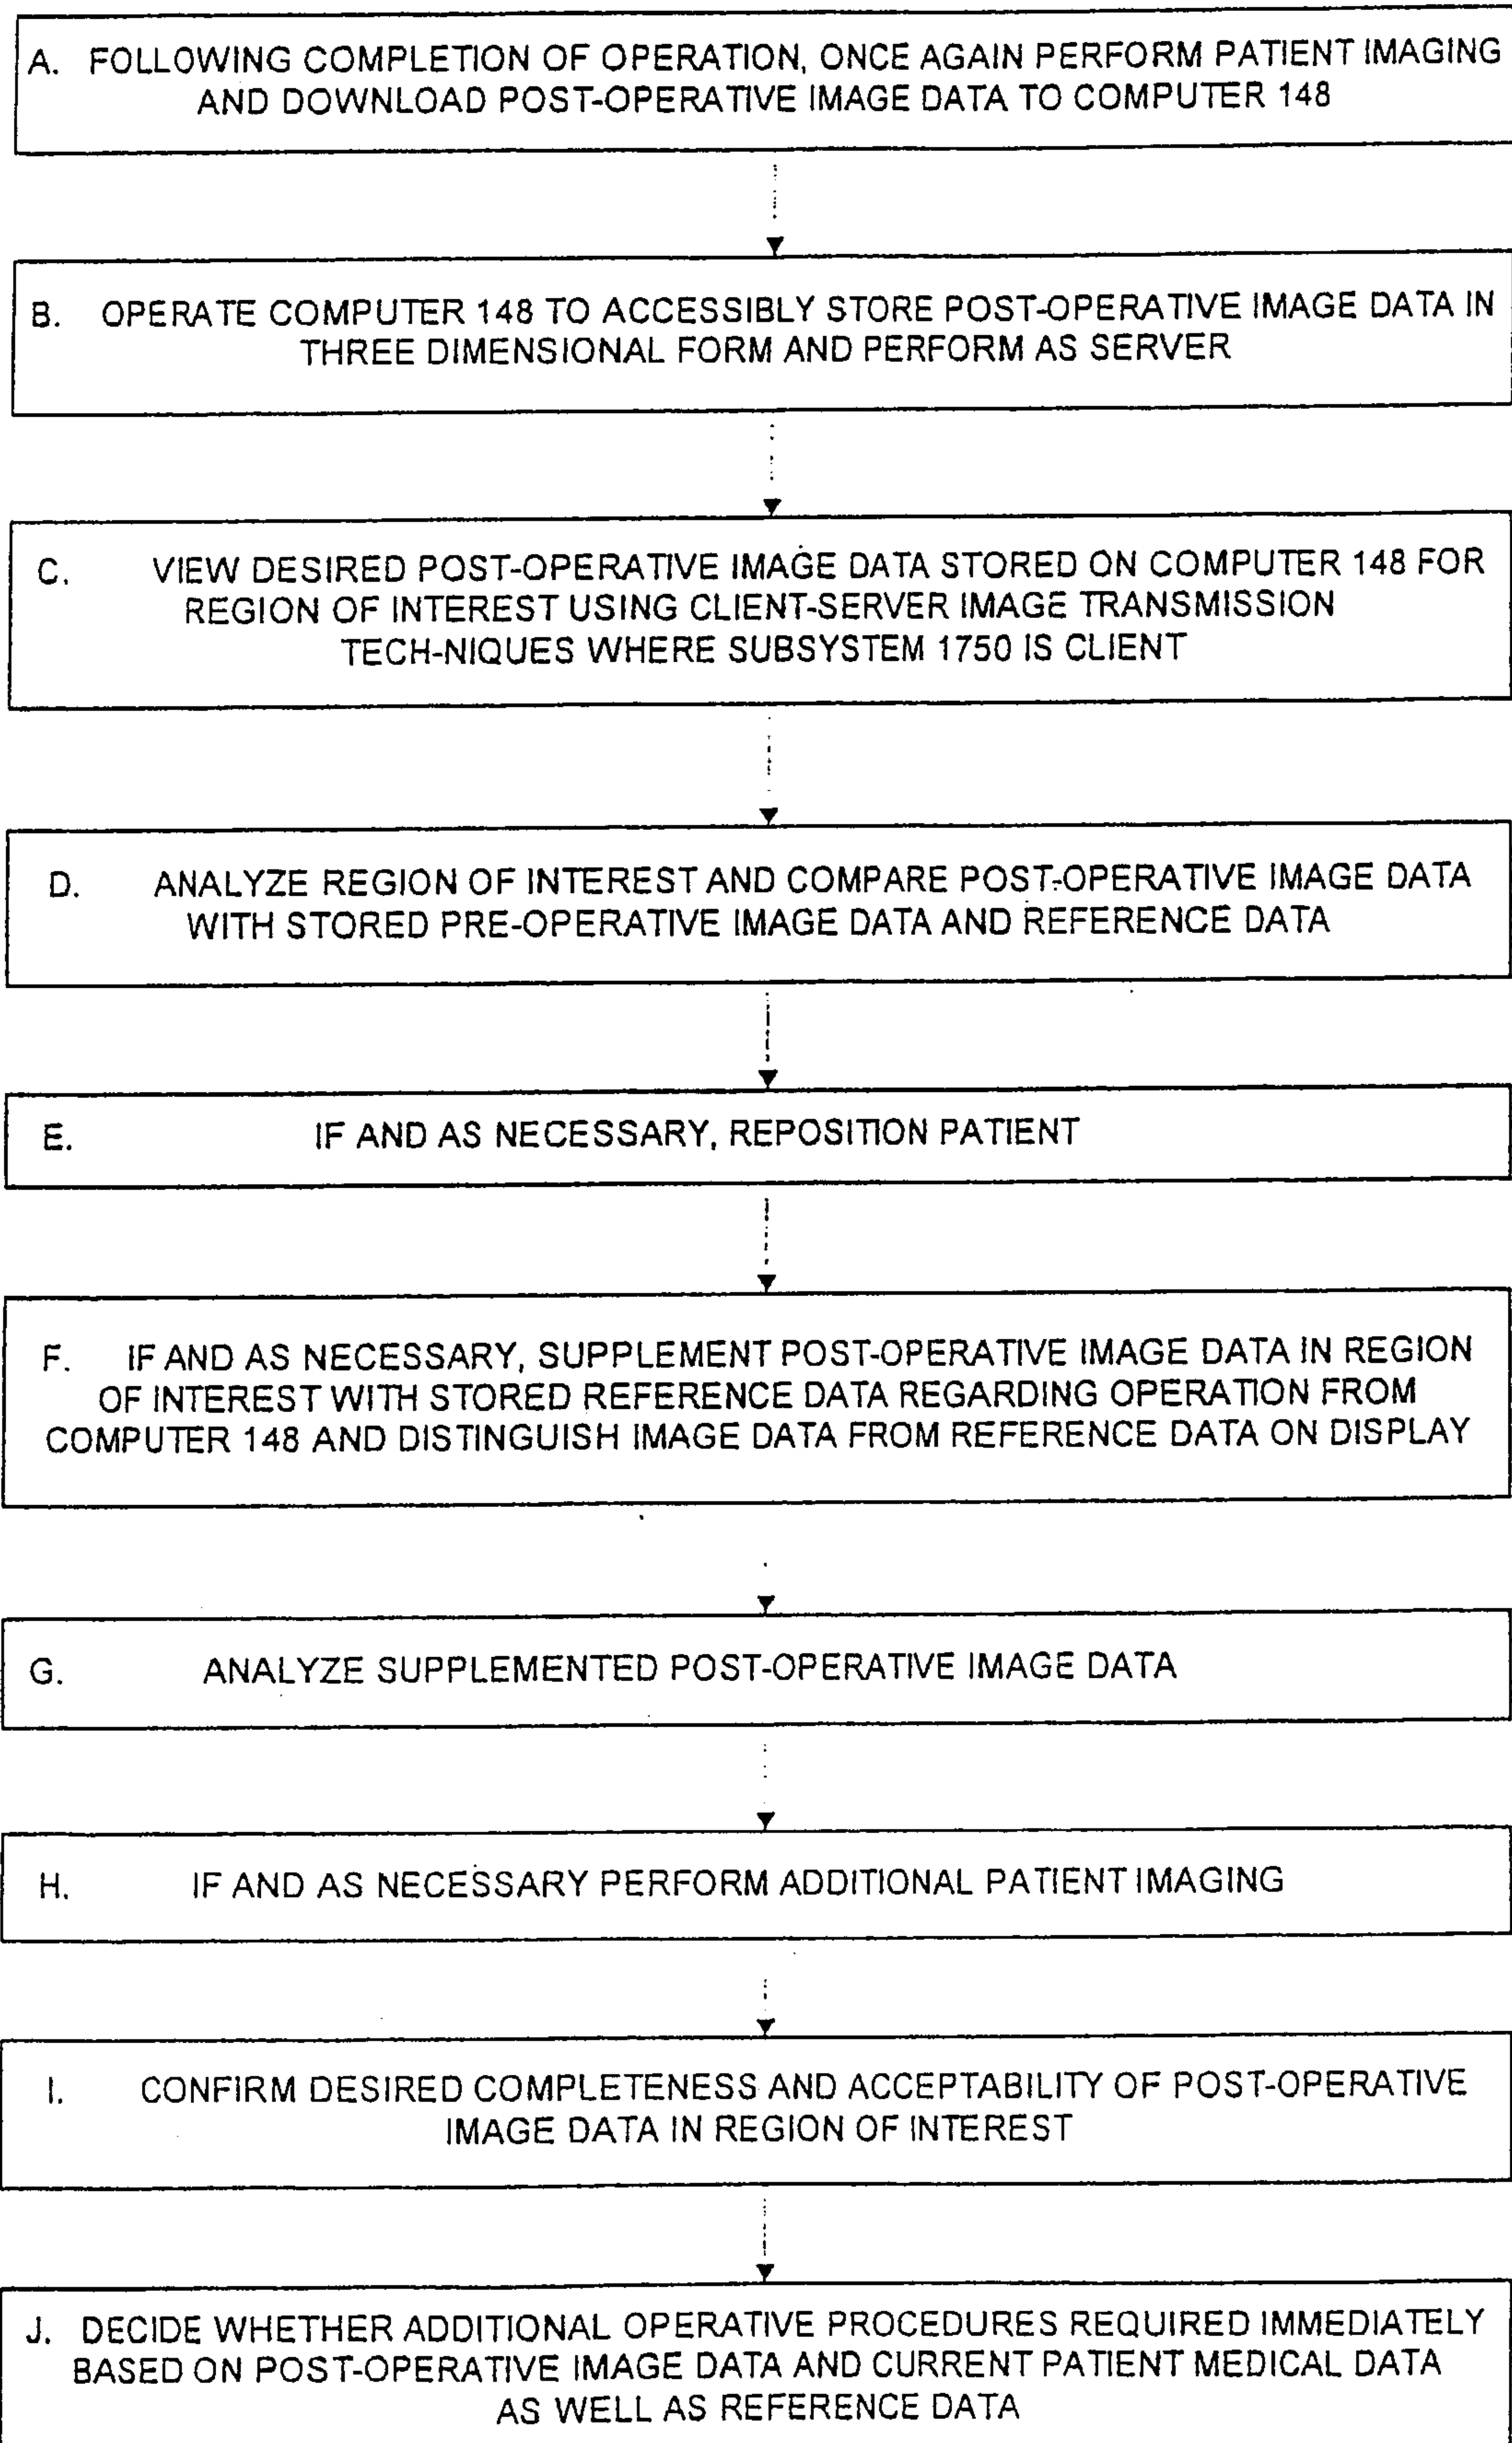 A. FOLLOWING COMPLETION OF OPERATION, ONCE AGAIN PERFORM PATIENT IMAGING
AND DOWNLOAD POST-OPERATIVE IMAGE DATA TO COMPUTER 148
B. OPERATE COMPUTER 148 TO ACCESSIBLY STORE POST-OPERATIVE IMAGE DATA IN
THREE DIMENSIONAL FORM AND PERFORM AS SERVER
C. VIEW DESIRED POST-OPERATIVE IMAGE DATA STORED ON COMPUTER 148 FOR
REGION OF INTEREST USING CLIENT-SERVER IMAGE TRANSMISSION
TECH-NIQUES WHERE SUBSYSTEM 1750 IS CLIENT
D. ANALYZE REGION OF INTEREST AND COMPARE POST-OPERATIVE IMAGE DATA
WITH STORED PRE-OPERATIVE IMAGE DATA AND REFERENCE DATA
E. IF AND AS NECESSARY, REPOSITION PATIENT
F. IF AND AS NECESSARY, SUPPLEMENT POST-OPERATIVE IMAGE DATA IN REGION
OF INTEREST WITH STORED REFERENCE DATA REGARDING OPERATION FROM
COMPUTER 148 AND DISTINGUISH IMAGE DATA FROM REFERENCE DATA ON DISPLAY
G. ANALYZE SUPPLEMENTED POST-OPERATIVE IMAGE DATA
H. IF AND AS NECESSARY PERFORM ADDITIONAL PATIENT IMAGING
I. CONFIRM DESIRED COMPLETENESS AND ACCEPTABILITY OF POST-OPERATIVE
IMAGE DATA IN REGION OF INTEREST
J. DECIDE WHETHER ADDITIONAL OPERATIVE PROCEDURES REQUIRED IMMEDIATELY
BASED ON POST-OPERATIVE IMAGE DATA AND CURRENT PATIENT MEDICAL DATA
AS WELL AS REFERENCE DATA